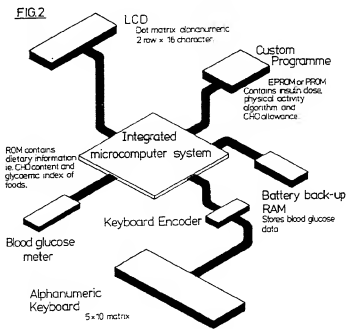 FIG.2
LCD
Dot matrix alphanumeric
2 row x 16 character.
Custom
Programme
EPROM or PROM
Contains insulin dose,
physical activity
algorithm and
CHO allowance.
Integrated
microcomputer system
ROM contains
dietary information
ie. CHO content and
glycaemic index of
foods.
Battery back-up
RAM
Stores blood glucose
data
Keyboard Encoder
Blood glucose
meter
Alphanumeric
Keyboard
5x10 matrix